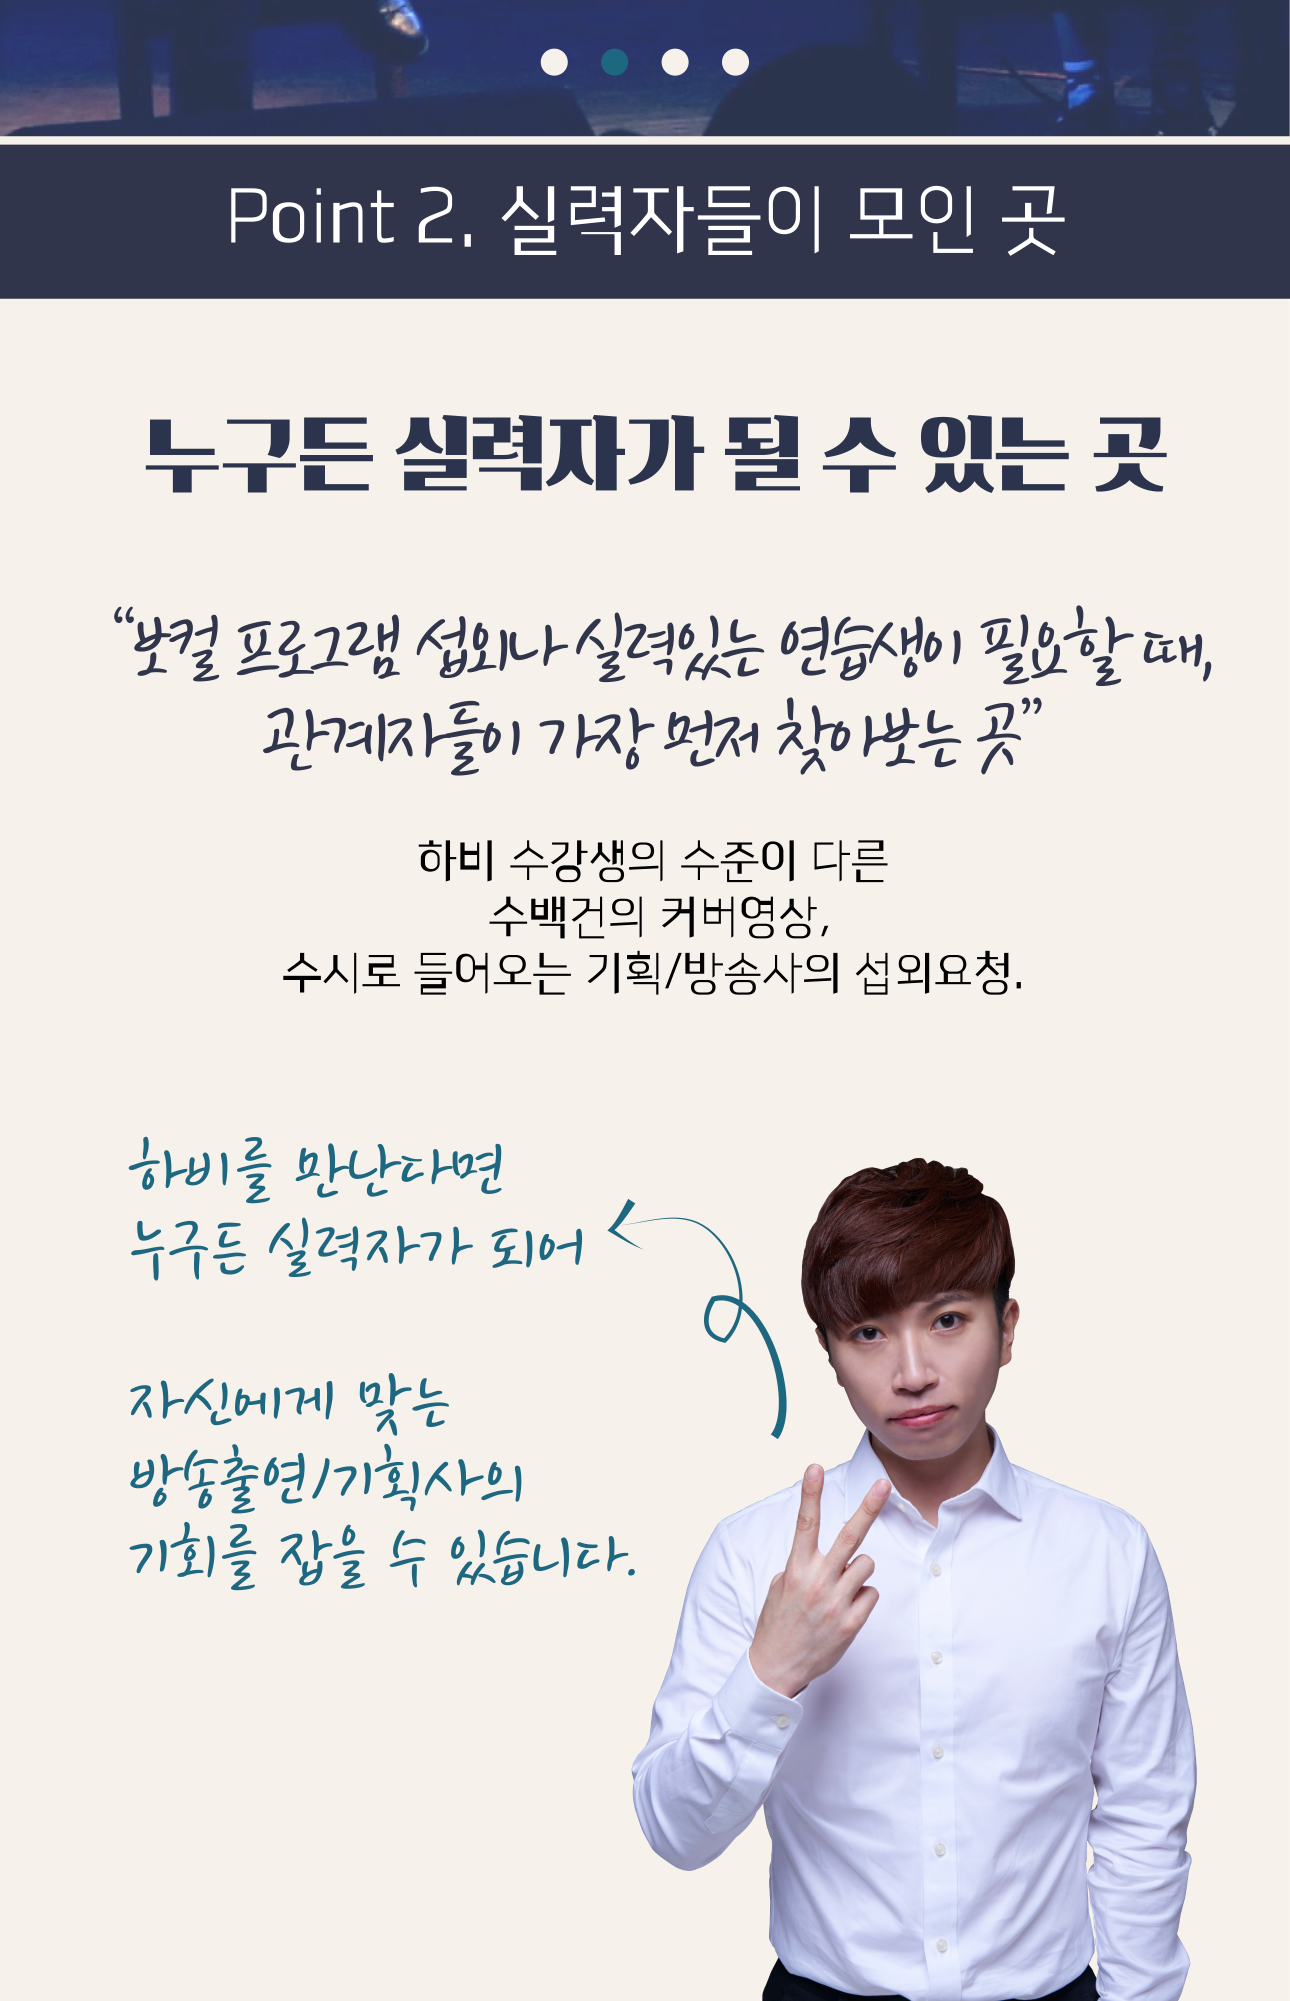 Point 2. 실력자들이 모인 곳
누구든 실력자가 될 수 있는 곳
“보컬 프로그램 섭외나 실력있는 연습생이 필요할 때,
관계자들이 가장 먼저 찾아보는 곳”
하비 수강생의 수준이 다른
수백건의 커버영상,
수시로 들어오는 기획/방송사의 섭외요청.
하비를 만난다면
누구든 실력자가 되어
자신에게 맞는
방송출연/기획사의
기회를 잡을 수 있습니다.